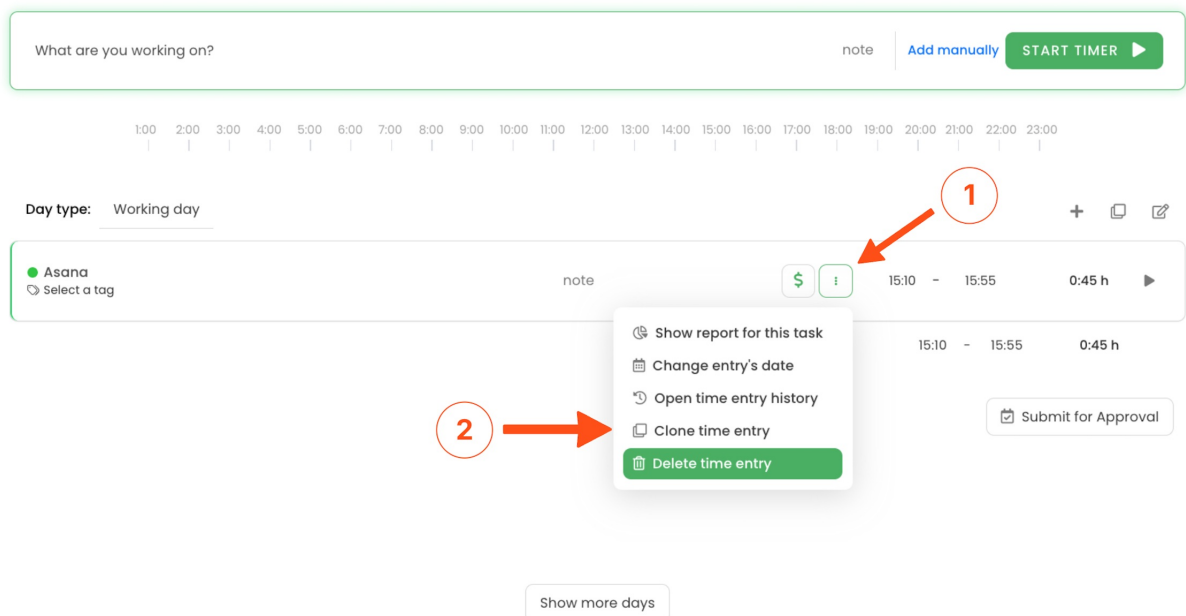 What are you working on?
note
Add manually
START TIMER
1:00 2:00 3:00 4:00 5:00 6:00 7:00 8:00 9:00 10:00 11:00 12:00 13:00 14:00 15:00 16:00 17:00 18:00 19:00 20:00 21:00 22:00 23:00
1
Day type: Working day
Asana
Select a tag
note
$
15:10 - 15:55
0:45 h
Show report for this task
15:10 - 15:55
0:45 h
Change entry's date
Open time entry history
Submit for Approval
2
Clone time entry
Delete time entry
Show more days